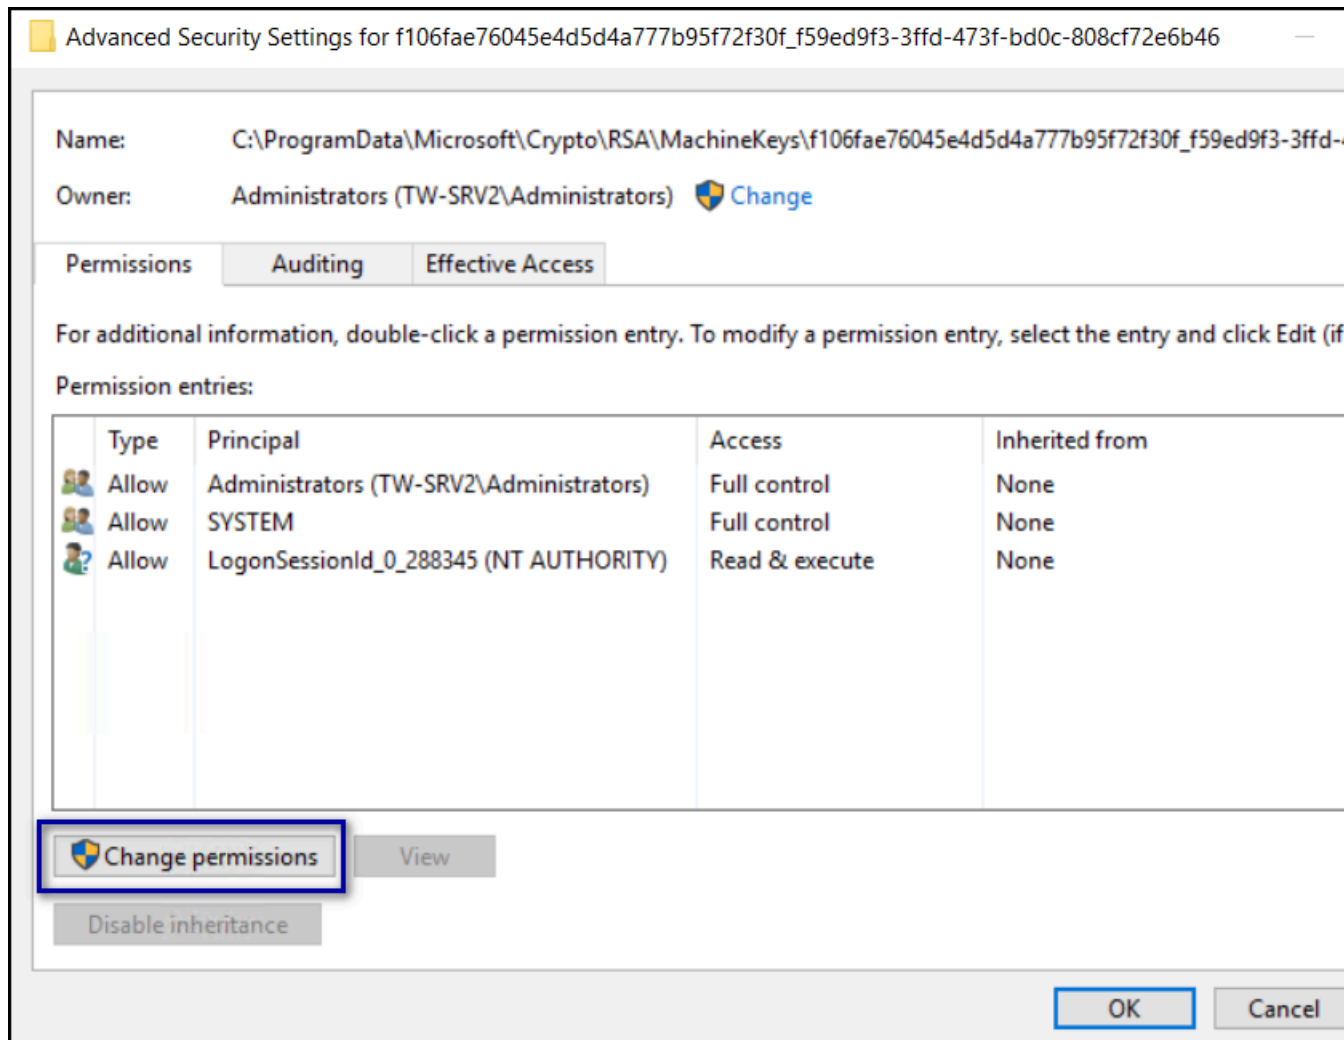 Advanced Security Settings for f106fae76045e4d5d4a777b95f72f30f_f59ed9f3-3ffd-473f-bd0c-808cf72e6b46
Name: C:\ProgramData\Microsoft\Crypto\RSA\MachineKeys\f106fae76045e4d5d4a777b95f72f30f_f59ed9f3-3ffd-4
Owner: Administrators (TW-SRV2\Administrators) Change
Permissions Auditing Effective Access
For additional information, double-click a permission entry. To modify a permission entry, select the entry and click Edit (if
Permission entries:
Type Principal Access Inherited from
Allow Administrators (TW-SRV2\Administrators) Full control None
Allow SYSTEM Full control None
Allow LogonSessionId_0_288345 (NT AUTHORITY) Read & execute None
Change permissions View
Disable inheritance
OK Cancel